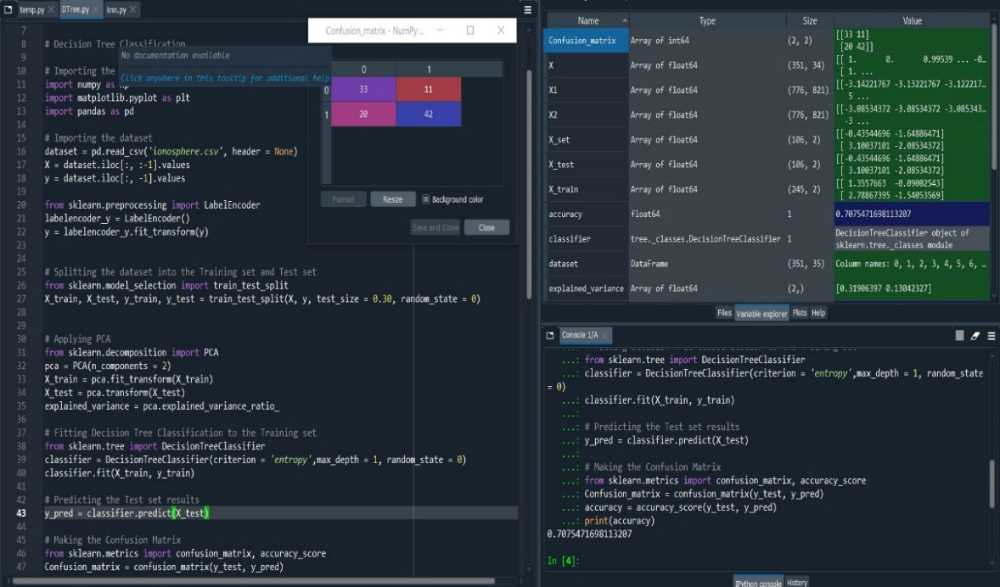 temp.py
DTree.py
knn.py
7
8 # Decision Tree Classification
9
10 # Importing the
11 import numpy as np
12 import matplotlib.pyplot as plt
13 import pandas as pd
14
15 # Importing the dataset
16 dataset = pd.read_csv('ionosphere.csv', header = None)
17 X = dataset.iloc[:, :-1].values
18 y = dataset.iloc[:, -1].values
19
20 from sklearn.preprocessing import LabelEncoder
21 labelencoder_y = LabelEncoder()
22 y = labelencoder_y.fit_transform(y)
23
24
25 # Splitting the dataset into the Training set and Test set
26 from sklearn.model_selection import train_test_split
27 X_train, X_test, y_train, y_test = train_test_split(X, y, test_size = 0.30, random_state = 0)
28
29
30 # Applying PCA
31 from sklearn.decomposition import PCA
32 pca = PCA(n_components = 2)
33 X_train = pca.fit_transform(X_train)
34 X_test = pca.transform(X_test)
35 explained_variance = pca.explained_variance_ratio_
36
37 # Fitting Decision Tree Classification to the Training set
38 from sklearn.tree import DecisionTreeClassifier
39 classifier = DecisionTreeClassifier(criterion = 'entropy',max_depth = 1, random_state = 0)
40 classifier.fit(X_train, y_train)
41
42 # Predicting the Test set results
43 y_pred = classifier.predict(X_test)
44
45 # Making the Confusion Matrix
46 from sklearn.metrics import confusion_matrix, accuracy_score
47 Confusion_matrix = confusion_matrix(y_test, y_pred)
No documentation available
Click anywhere in this tooltip for additional help
Confusion_matrix - NumPy ...
0 1
0 33 11
1 20 42
Format Resize Background color
Save and Close Close
Name Type Size Value
Confusion_matrix Array of int64 (2, 2) [[33 11]
[20 42]]
X Array of float64 (351, 34) [[ 1. 0. 0.99539 ... -0…
[ 1. ...
X1 Array of float64 (776, 821) [[-3.14221767 -3.13221767 -3.122217…
5 ...
X2 Array of float64 (776, 821) [[-3.08534372 -3.08534372 -3.085343…
-3 ...
X_set Array of float64 (106, 2) [[-0.43544696 -1.64886471]
[ 3.10037101 -2.08534372]
X_test Array of float64 (106, 2) [[-0.43544696 -1.64886471]
[ 3.10037101 -2.08534372]
X_train Array of float64 (245, 2) [[ 1.3557663 -0.09002543]
[ 2.78867395 -1.54053569]
accuracy float64 1 0.7075471698113207
classifier tree._classes.DecisionTreeClassifier 1 DecisionTreeClassifier object of
sklearn.tree._classes module
dataset DataFrame (351, 35) Column names: 0, 1, 2, 3, 4, 5, 6, …
explained_variance Array of float64 (2,) [0.31906397 0.13042327]
Files Variable explorer Plots Help
Console 1/A
...: from sklearn.tree import DecisionTreeClassifier
...: classifier = DecisionTreeClassifier(criterion = 'entropy',max_depth = 1, random_state
= 0)
...: classifier.fit(X_train, y_train)
...:
...: # Predicting the Test set results
...: y_pred = classifier.predict(X_test)
...:
...: # Making the Confusion Matrix
...: from sklearn.metrics import confusion_matrix, accuracy_score
...: Confusion_matrix = confusion_matrix(y_test, y_pred)
...: accuracy = accuracy_score(y_test, y_pred)
...: print(accuracy)
0.7075471698113207
In [4]:
IPython console History